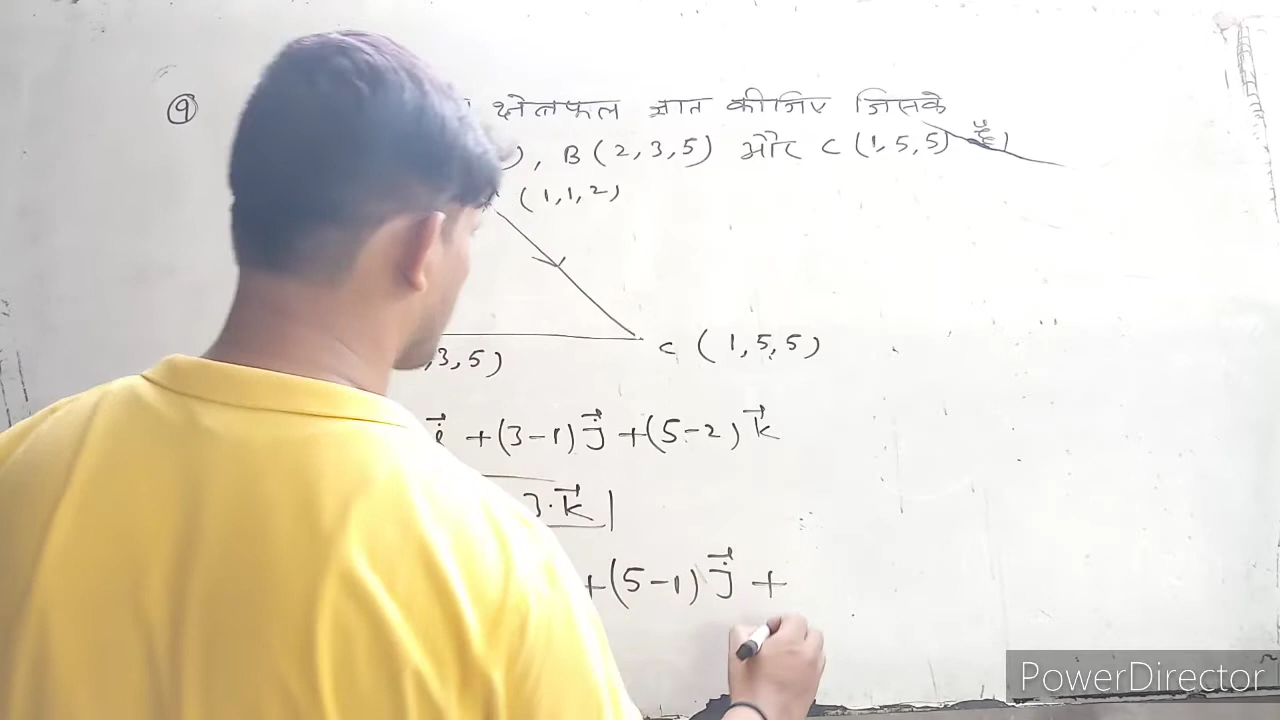 (9) क्षेत्रफल ज्ञात कीजिए जिसके
), B (2, 3, 5) और C (1, 5, 5) हैं।
(1, 1, 2)
C (1, 5, 5)
, 3, 5)
+ (3 - 1) j⃗ + (5 - 2) k⃗
3 · k⃗
+ (5 - 1) j⃗ +
PowerDirector